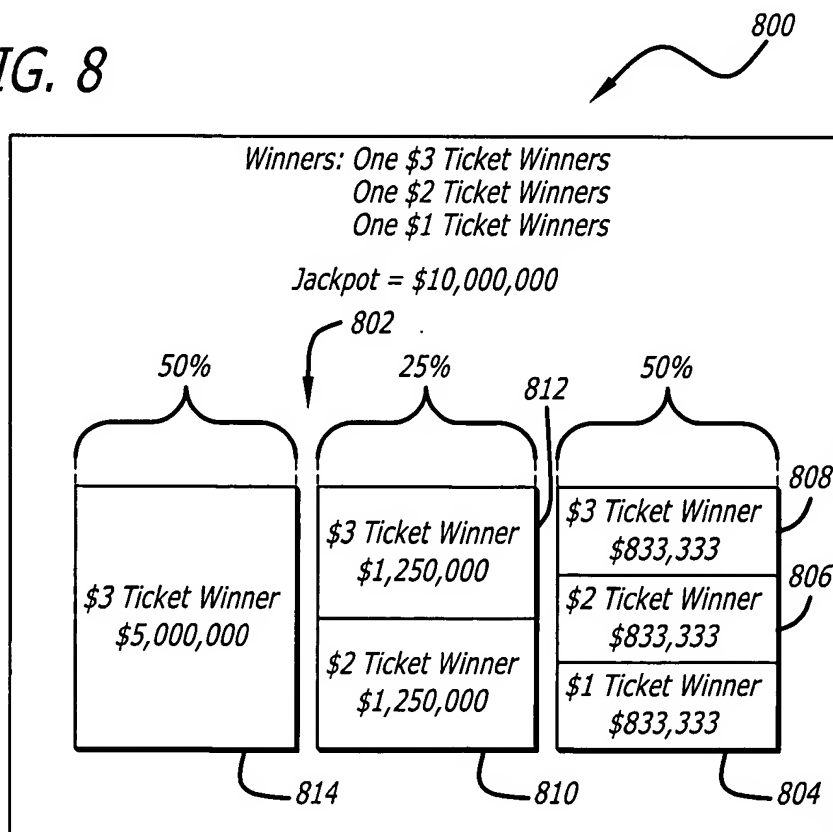 IG. 8
800
Winners: One $3 Ticket Winners
One $2 Ticket Winners
One $1 Ticket Winners
Jackpot = $10,000,000
802
50%
25%
50%
812
808
$3 Ticket Winner
$5,000,000
$3 Ticket Winner
$1,250,000
$2 Ticket Winner
$1,250,000
$3 Ticket Winner
$833,333
806
$2 Ticket Winner
$833,333
$1 Ticket Winner
$833,333
814
810
804